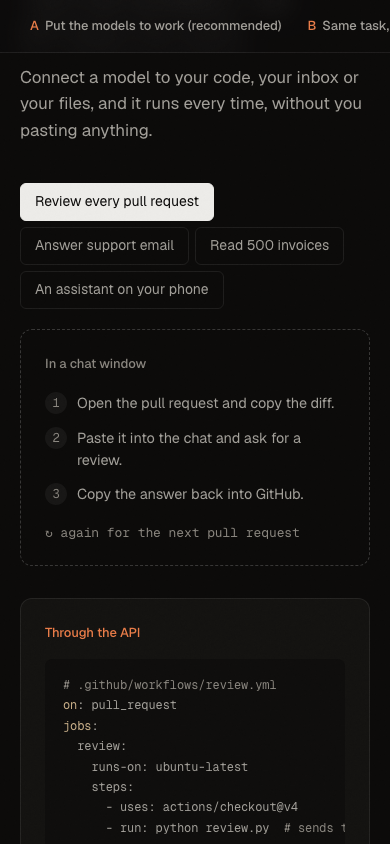 A Put the models to work (recommended) B Same task,
Connect a model to your code, your inbox or
your files, and it runs every time, without you
pasting anything.
Review every pull request
Answer support email Read 500 invoices
An assistant on your phone
In a chat window
1 Open the pull request and copy the diff.
2 Paste it into the chat and ask for a
review.
3 Copy the answer back into GitHub.
↻ again for the next pull request
Through the API
# .github/workflows/review.yml
on: pull_request
jobs:
  review:
    runs-on: ubuntu-latest
    steps:
      - uses: actions/checkout@v4
      - run: python review.py  # sends